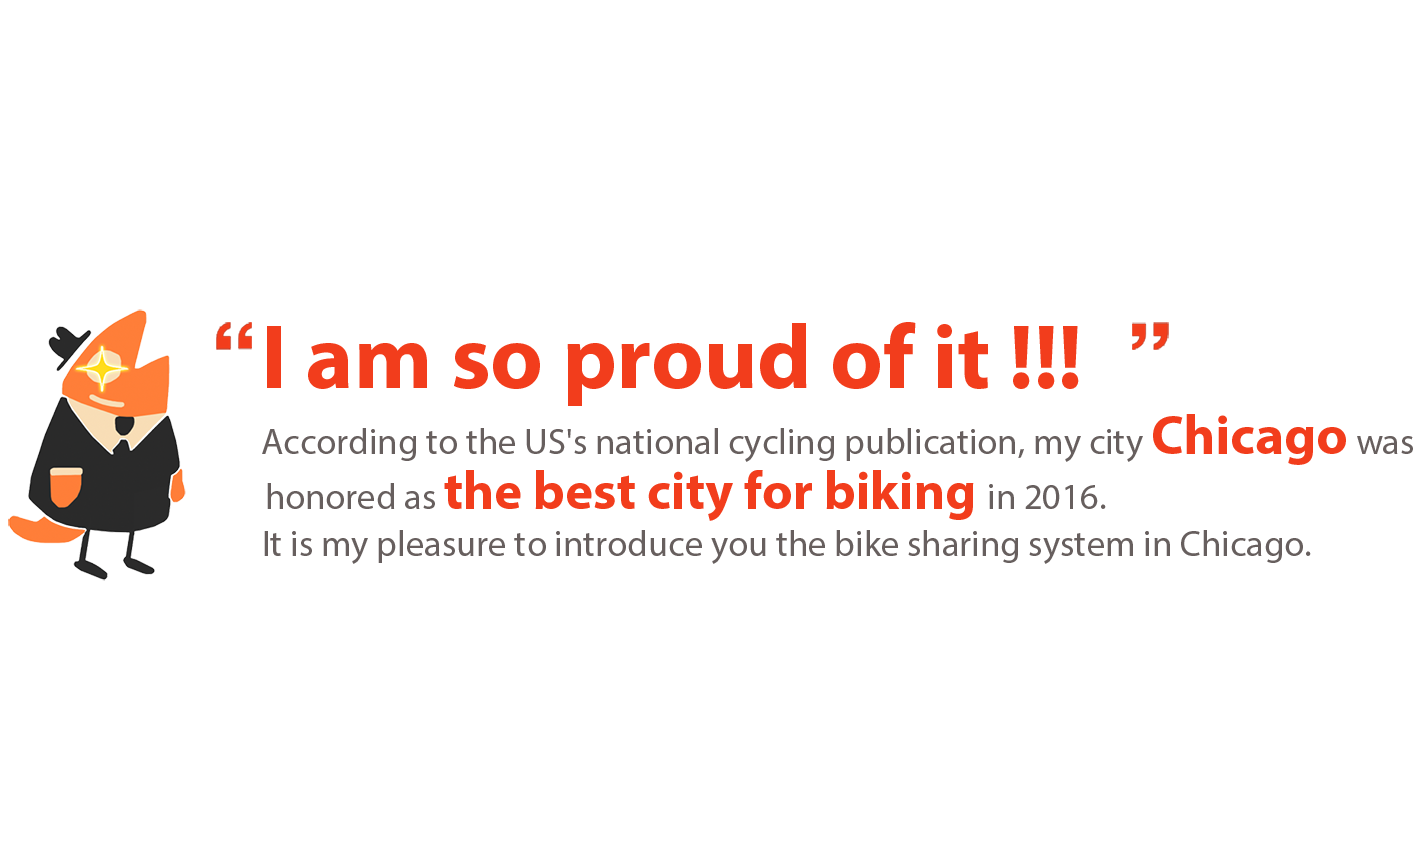 “I am so proud of it !!! ”
According to the US's national cycling publication, my city Chicago was
honored as the best city for biking in 2016.
It is my pleasure to introduce you the bike sharing system in Chicago.